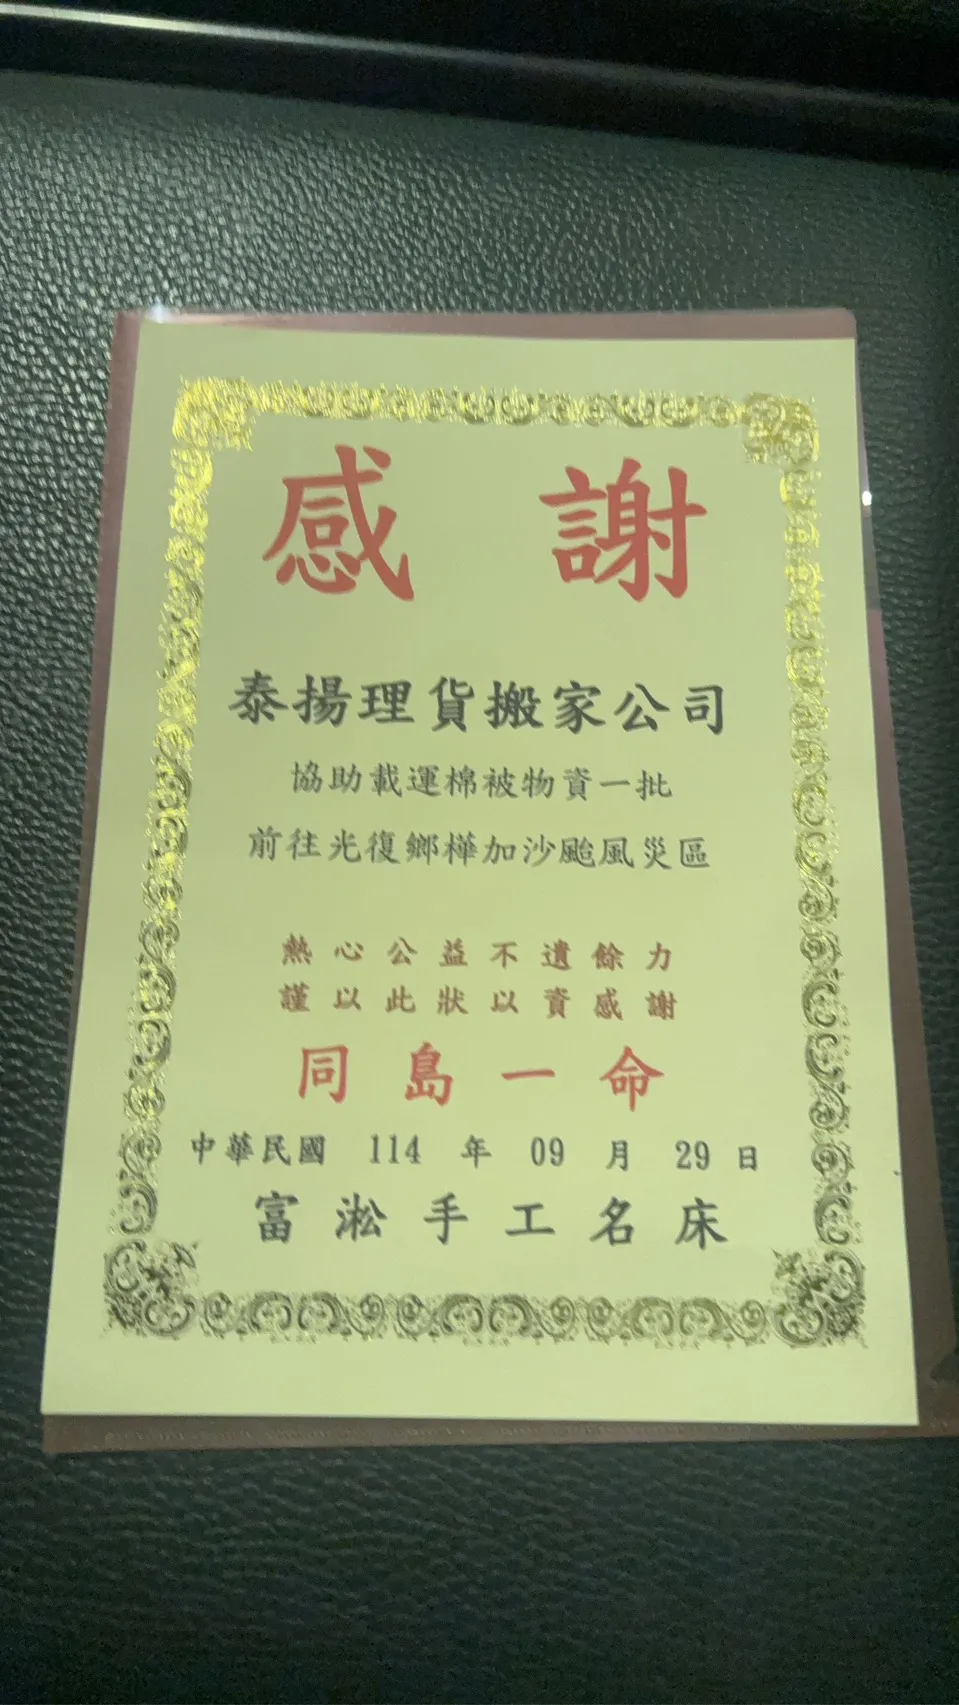 感謝
泰揚理貨搬家公司
協助載運棉被物資一批
前往光復鄉樺加沙颱風災區
熱心公益不遺餘力
謹以此狀以資感謝
同島一命
中華民國 114 年 09 月 29 日
富淞手工名床